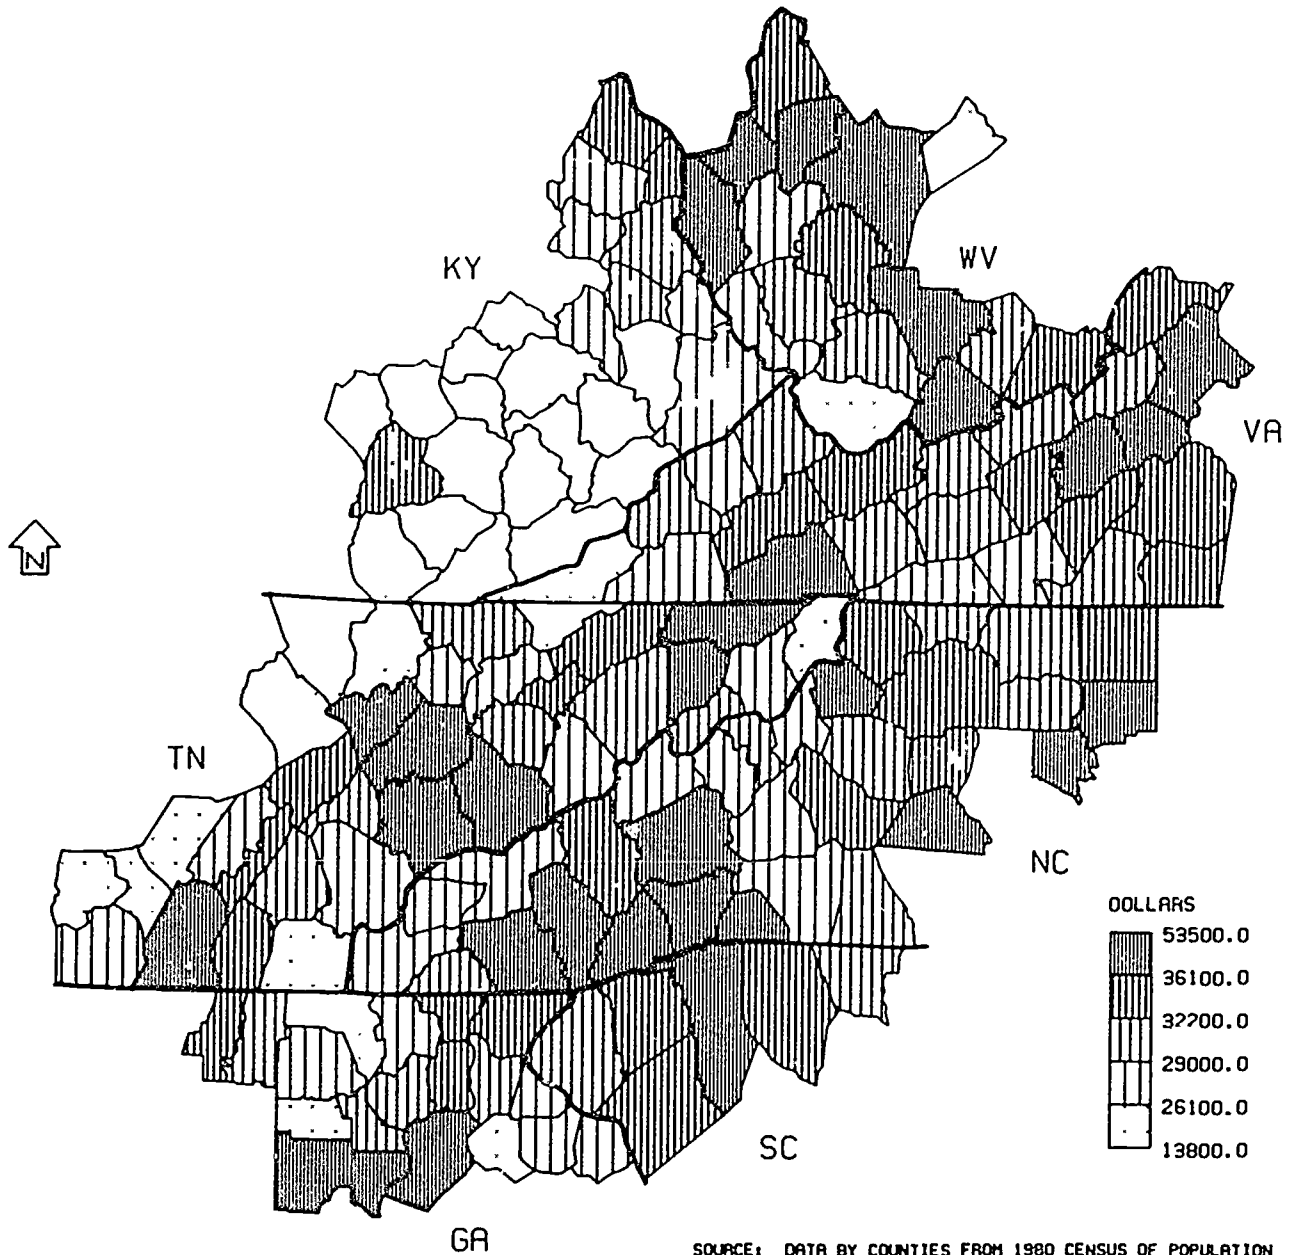 KY
WV
VA
N
TN
NC
DOLLARS
53500.0
36100.0
32700.0
29000.0
26100.0
13800.0
SC
GA
SOURCE: DATA BY COUNTIES FROM 1980 CENSUS OF POPULATION